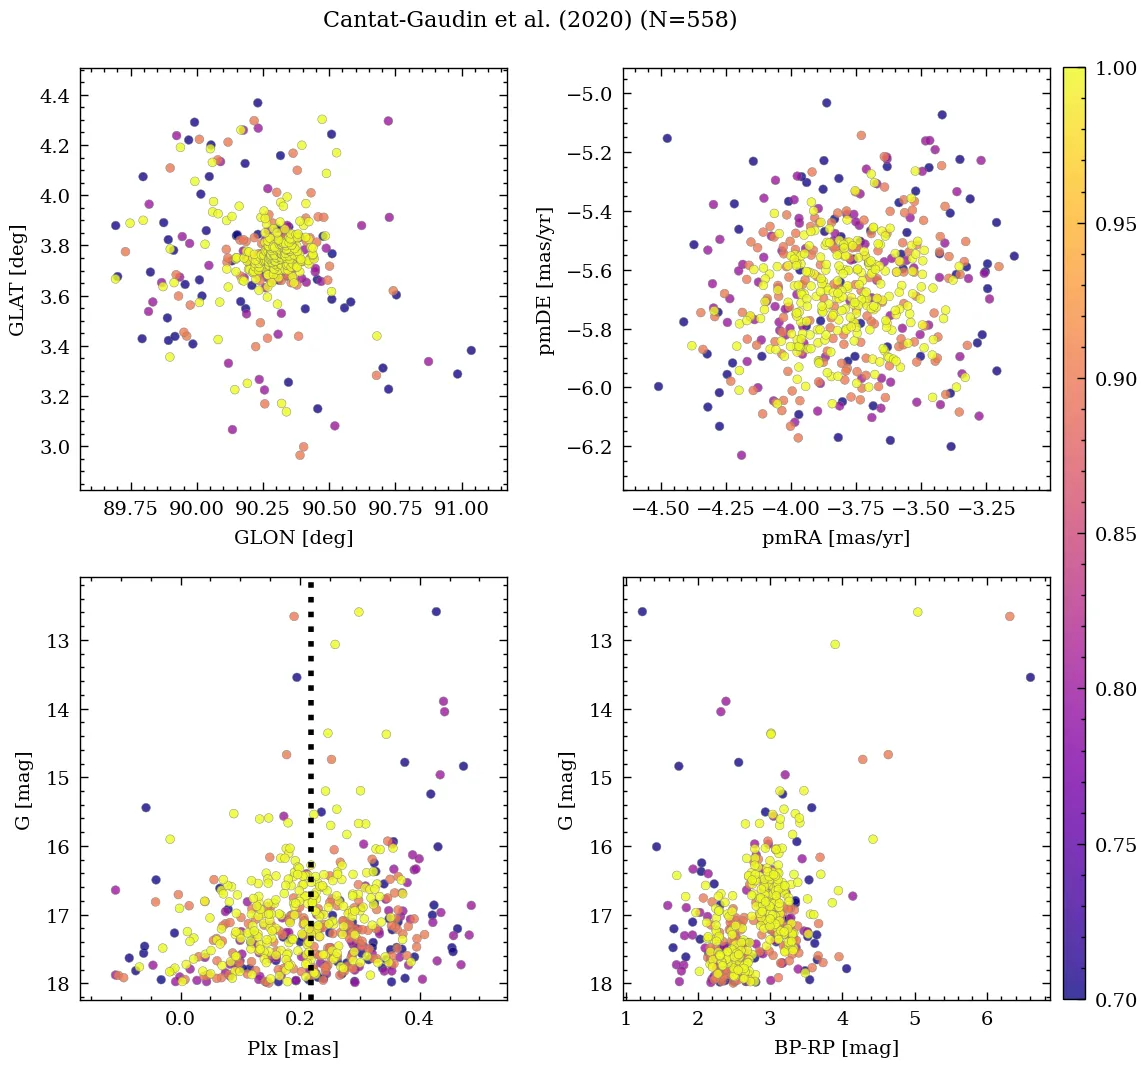 Cantat-Gaudin et al. (2020) (N=558)
4.4
4.2
4.0
3.8
3.6
3.4
3.2
3.0
GLAT [deg]
89.75 90.00 90.25 90.50 90.75 91.00
GLON [deg]
−5.0
−5.2
−5.4
−5.6
−5.8
−6.0
−6.2
pmDE [mas/yr]
−4.50 −4.25 −4.00 −3.75 −3.50 −3.25
pmRA [mas/yr]
13
14
15
16
17
18
G [mag]
0.0 0.2 0.4
Plx [mas]
13
14
15
16
17
18
G [mag]
1 2 3 4 5 6
BP-RP [mag]
1.00
0.95
0.90
0.85
0.80
0.75
0.70